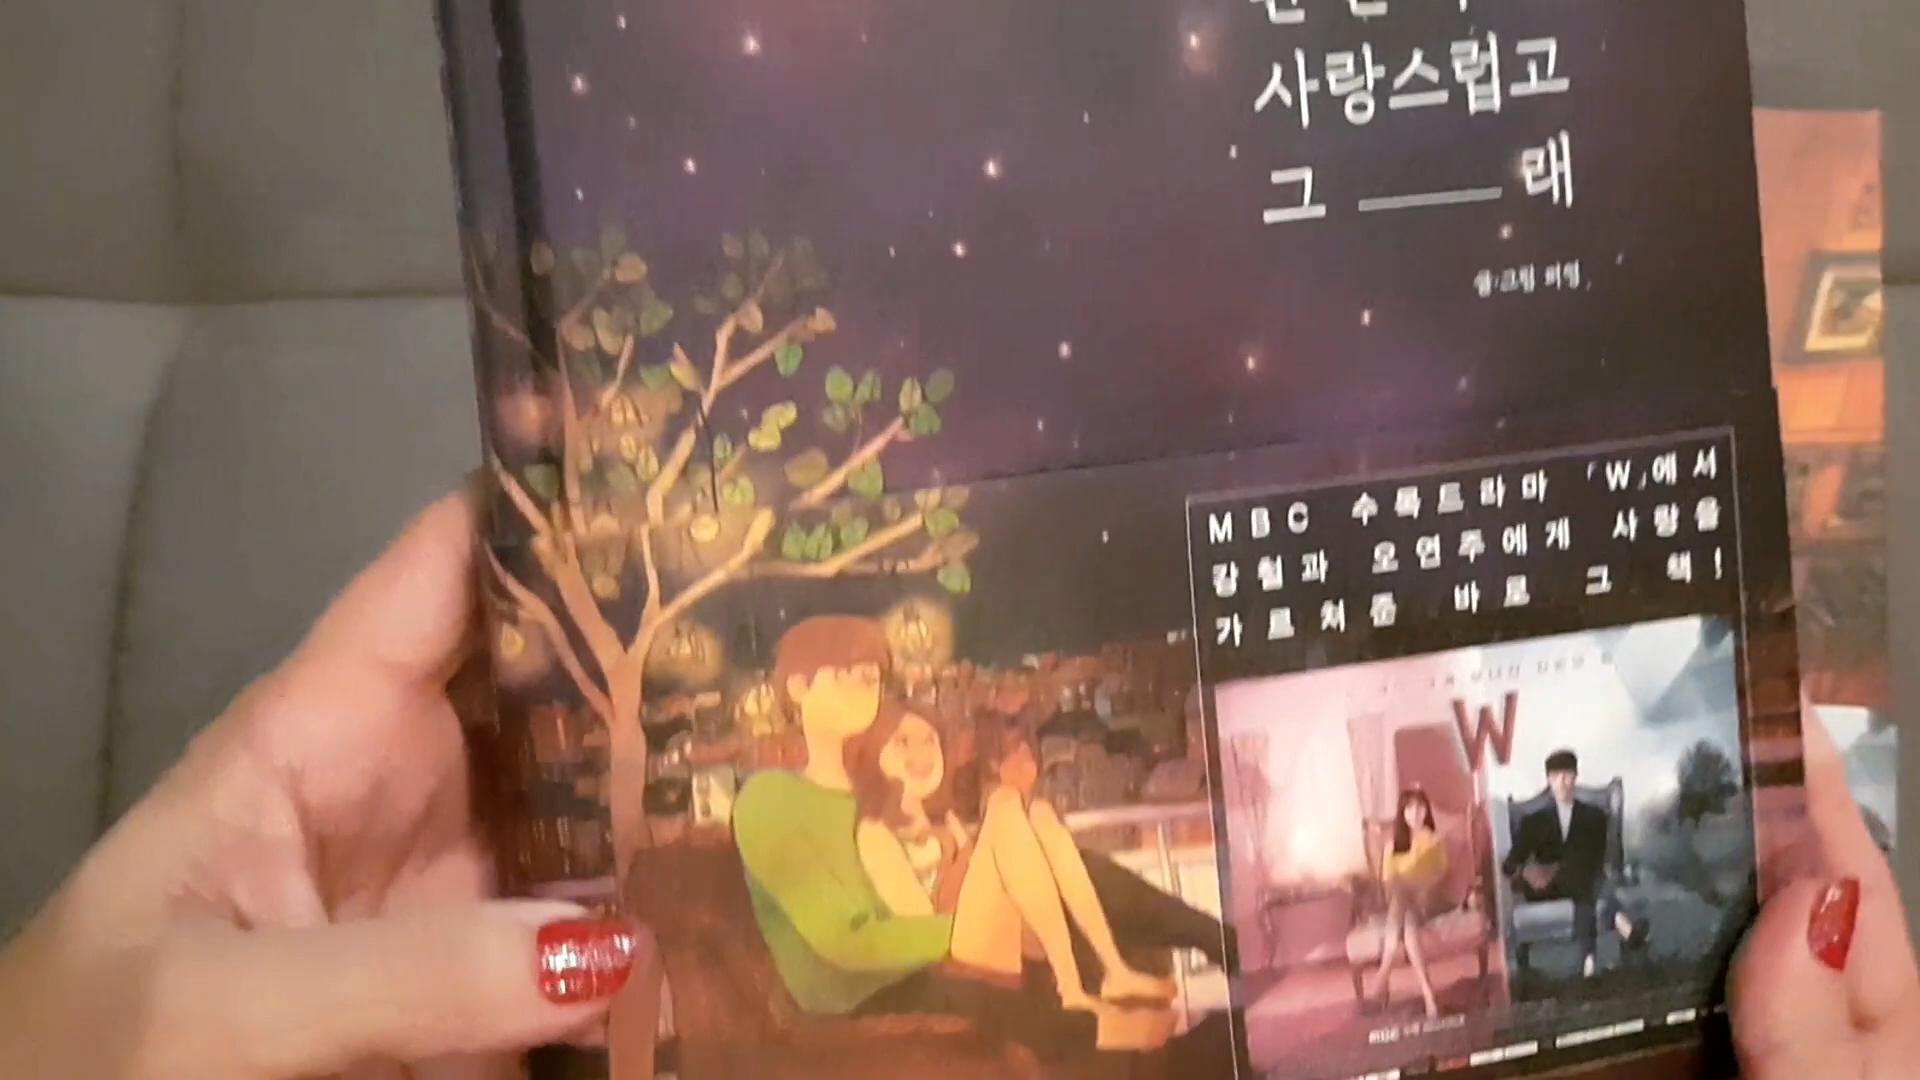 사랑스럽고
그 래
글·그림 퍼엉
MBC 수목드라마 「W」에서
강철과 오연주에게 사랑을
가르쳐준 바로 그 책!
W